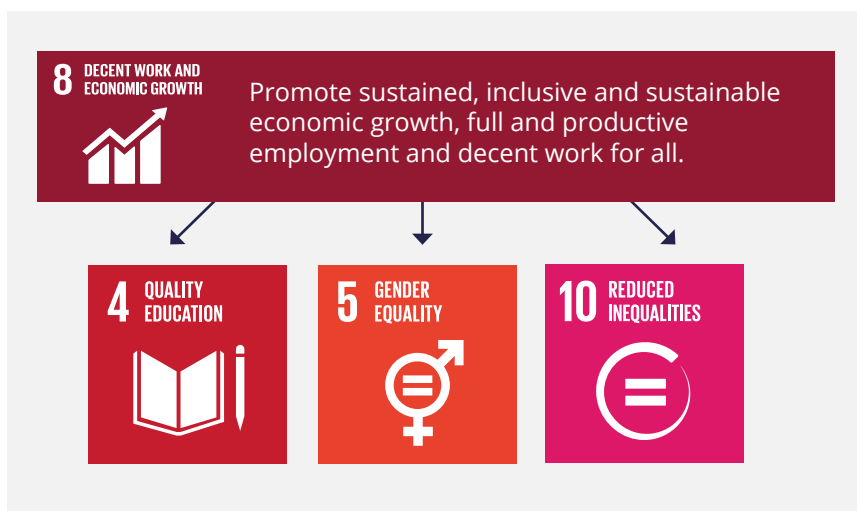 8 DECENT WORK AND
ECONOMIC GROWTH
Promote sustained, inclusive and sustainable
economic growth, full and productive
employment and decent work for all.
4 QUALITY
EDUCATION
5 GENDER
EQUALITY
10 REDUCED
INEQUALITIES